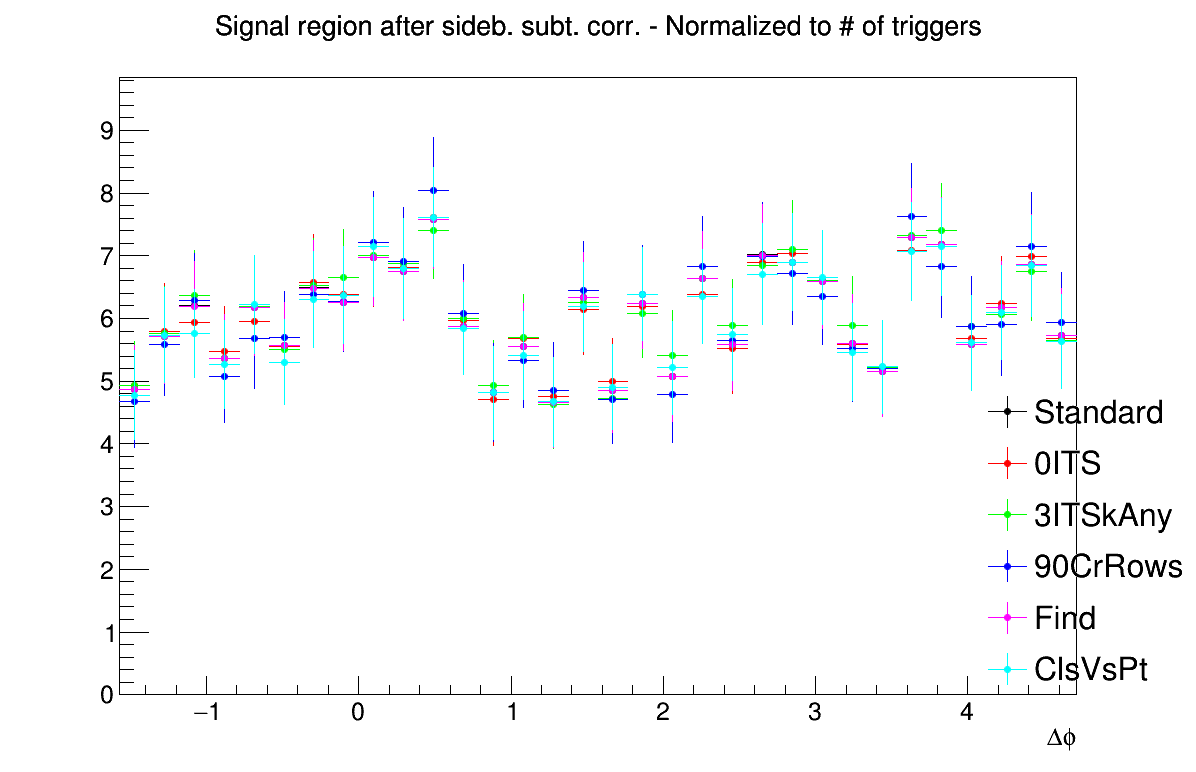 Signal region after sideb. subt. corr. - Normalized to # of triggers
9
8
7
6
5
4
3
2
1
0
−1 0 1 2 3 4
Δϕ
Standard
0ITS
3ITSkAny
90CrRows
Find
ClsVsPt